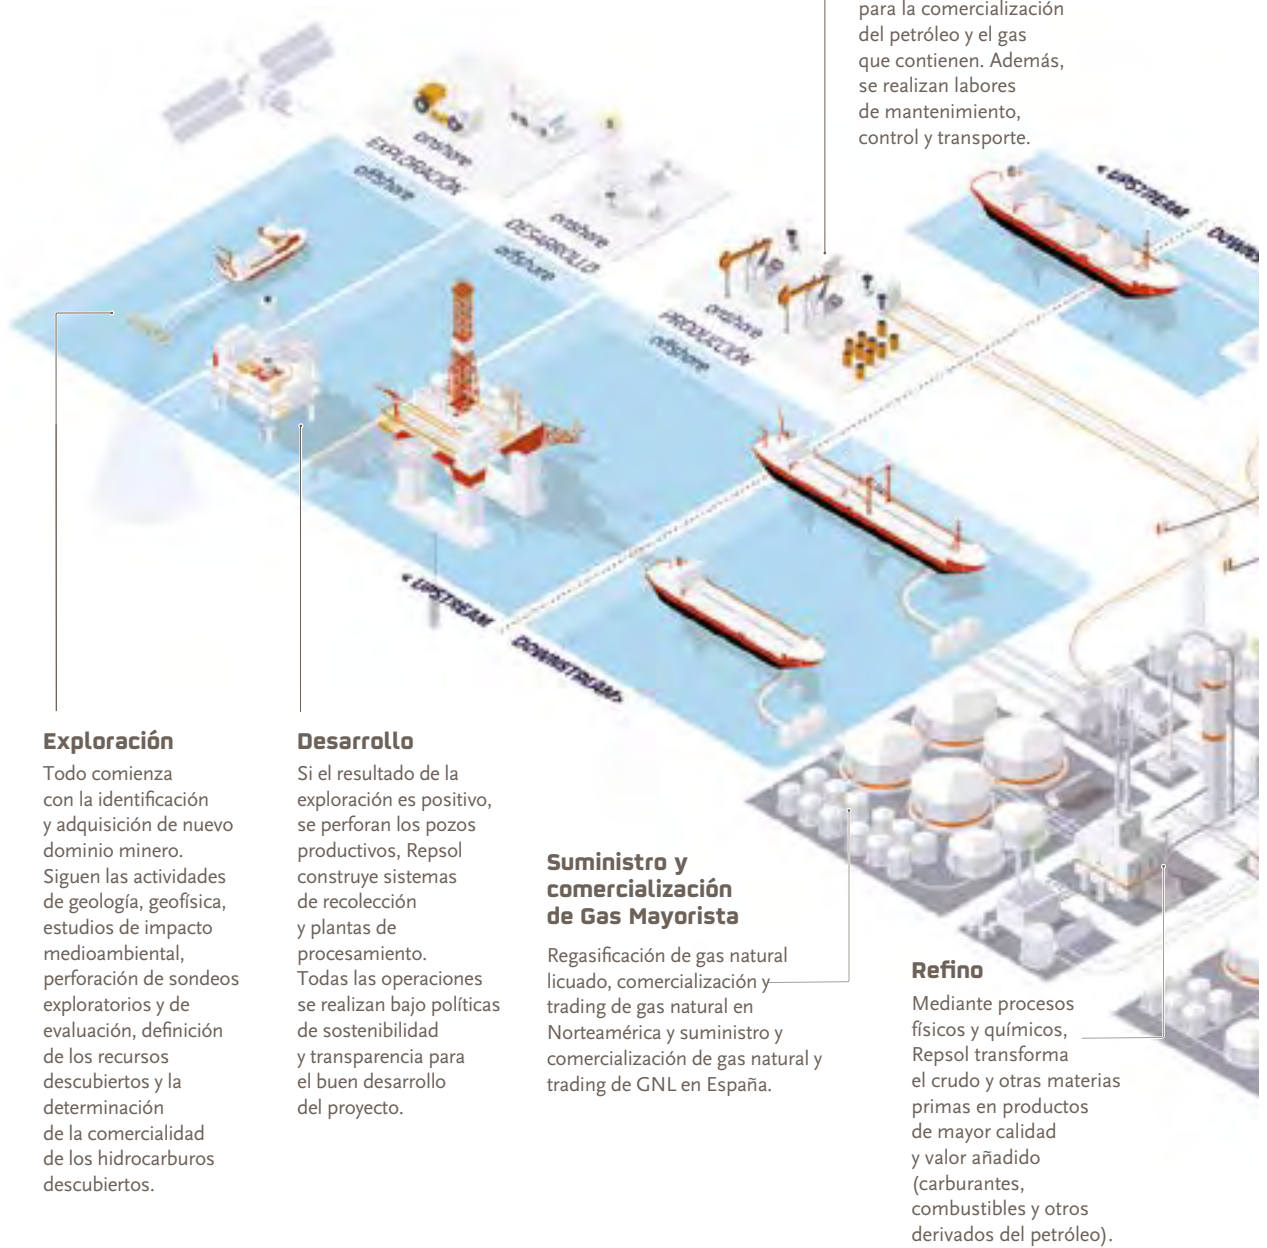 para la comercialización
del petróleo y el gas
que contienen. Además,
se realizan labores
de mantenimiento,
control y transporte.
onshore
EXPLORACIÓN
offshore
onshore
DESARROLLO
offshore
onshore
PRODUCCIÓN
offshore
< UPSTREAM
DOWNS
< UPSTREAM
DOWNSTREAM>
Exploración
Todo comienza
con la identificación
y adquisición de nuevo
dominio minero.
Siguen las actividades
de geología, geofísica,
estudios de impacto
medioambiental,
perforación de sondeos
exploratorios y de
evaluación, definición
de los recursos
descubiertos y la
determinación
de la comercialidad
de los hidrocarburos
descubiertos.
Desarrollo
Si el resultado de la
exploración es positivo,
se perforan los pozos
productivos, Repsol
construye sistemas
de recolección
y plantas de
procesamiento.
Todas las operaciones
se realizan bajo políticas
de sostenibilidad
y transparencia para
el buen desarrollo
del proyecto.
Suministro y
comercialización
de Gas Mayorista
Regasificación de gas natural
licuado, comercialización y
trading de gas natural en
Norteamérica y suministro y
comercialización de gas natural y
trading de GNL en España.
Refino
Mediante procesos
físicos y químicos,
Repsol transforma
el crudo y otras materias
primas en productos
de mayor calidad
y valor añadido
(carburantes,
combustibles y otros
derivados del petróleo).